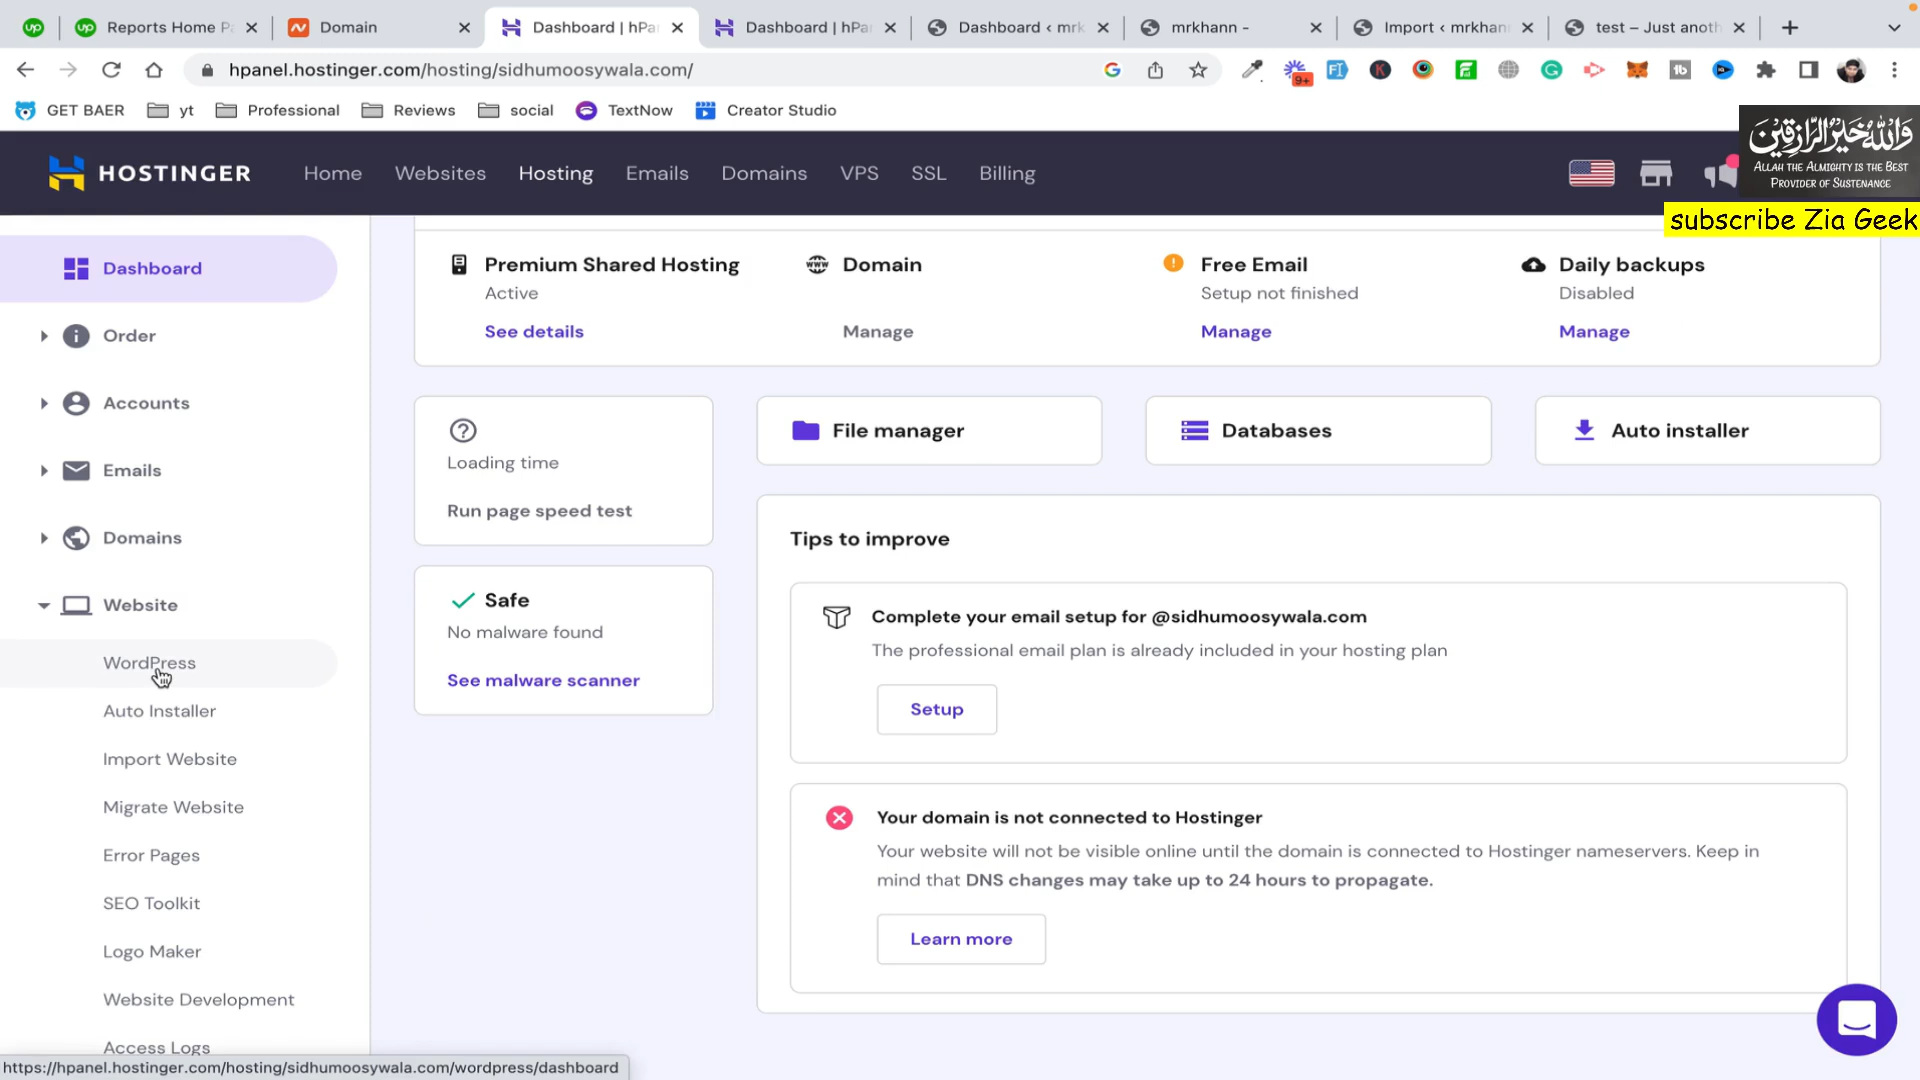 Reports Home P
Domain
Dashboard | hPa
Dashboard | hPa
Dashboard ‹ mrk
mrkhann -
Import ‹ mrkhan
test – Just anoth
hpanel.hostinger.com/hosting/sidhumoosywala.com/
9+
GET BAER
yt
Professional
Reviews
social
TextNow
Creator Studio
HOSTINGER
Home
Websites
Hosting
Emails
Domains
VPS
SSL
Billing
وَاللَّهُ خَيْرُ الرَّازِقِينَ
ALLAH THE ALMIGHTY IS THE BEST
PROVIDER OF SUSTENANCE
subscribe Zia Geek
Dashboard
Order
Accounts
Emails
Domains
Website
WordPress
Auto Installer
Import Website
Migrate Website
Error Pages
SEO Toolkit
Logo Maker
Website Development
Access Logs
Premium Shared Hosting
Active
See details
Domain
Manage
Free Email
Setup not finished
Manage
Daily backups
Disabled
Manage
Loading time
Run page speed test
File manager
Databases
Auto installer
Safe
No malware found
See malware scanner
Tips to improve
Complete your email setup for @sidhumoosywala.com
The professional email plan is already included in your hosting plan
Setup
Your domain is not connected to Hostinger
Your website will not be visible online until the domain is connected to Hostinger nameservers. Keep in
mind that DNS changes may take up to 24 hours to propagate.
Learn more
https://hpanel.hostinger.com/hosting/sidhumoosywala.com/wordpress/dashboard